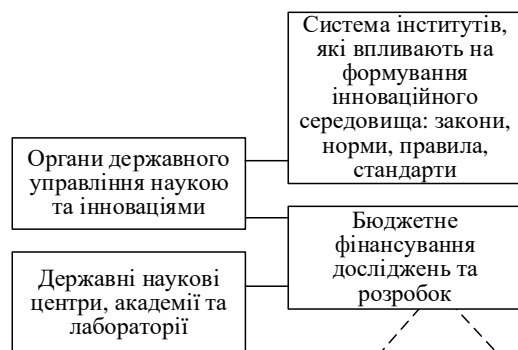 Система інститутів,
які впливають на
формування
інноваційного
середовища: закони,
норми, правила,
стандарти
Органи державного
управління наукою
та інноваціями
Бюджетне
фінансування
досліджень та
розробок
Державні наукові
центри, академії та
лабораторії